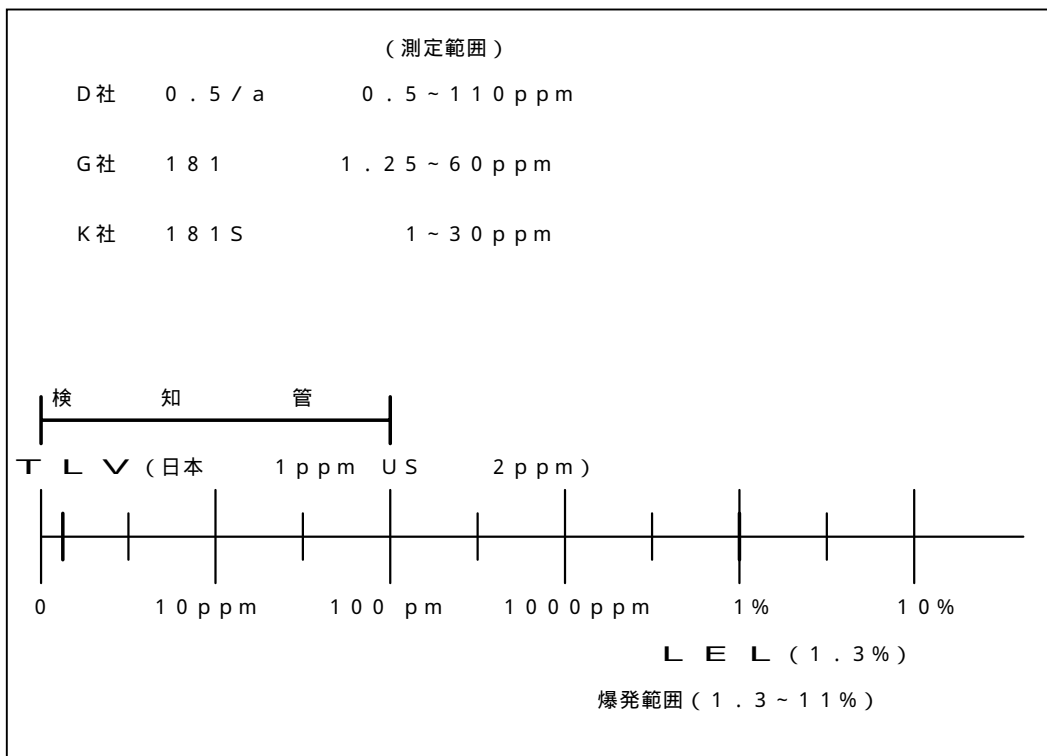 (測定範囲)
D社 0.5/a 0.5~110ppm
G社 181 1.25~60ppm
K社 181S 1~30ppm
検知管
TLV(日本 1ppm US 2ppm)
0 10ppm 100 pm 1000ppm 1% 10%
LEL(1.3%)
爆発範囲(1.3~11%)